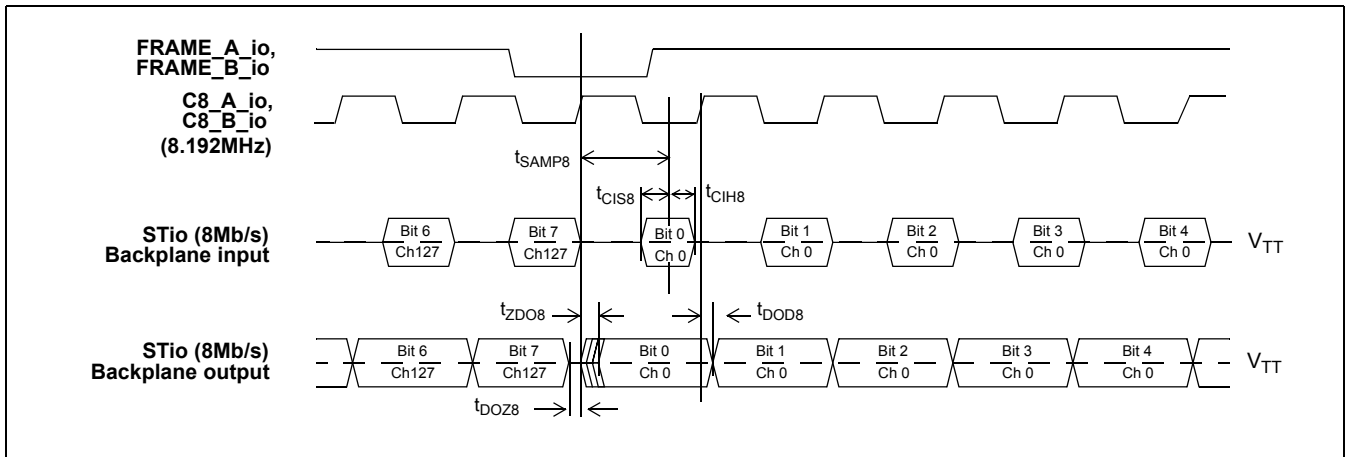 FRAME_A_io,
FRAME_B_io
C8_A_io,
C8_B_io
(8.192MHz)
tSAMP8
tCIS8
tCIH8
STio (8Mb/s)
Backplane input
Bit 6
Ch127
Bit 7
Ch127
Bit 0
Ch 0
Bit 1
Ch 0
Bit 2
Ch 0
Bit 3
Ch 0
Bit 4
Ch 0
VTT
tZDO8
tDOD8
STio (8Mb/s)
Backplane output
Bit 6
Ch127
Bit 7
Ch127
Bit 0
Ch 0
Bit 1
Ch 0
Bit 2
Ch 0
Bit 3
Ch 0
Bit 4
Ch 0
VTT
tDOZ8